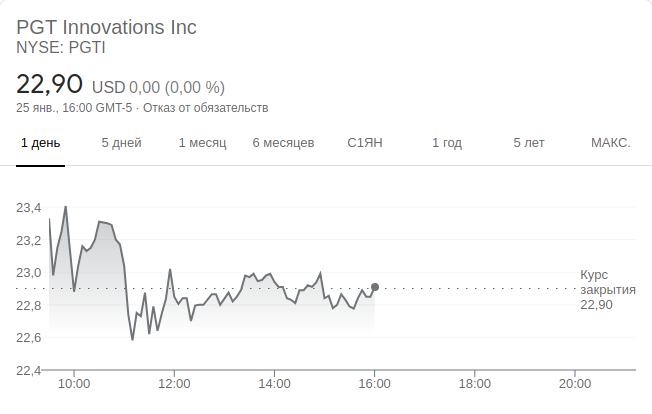 PGT Innovations Inc
NYSE: PGTI
22,90 USD 0,00 (0,00 %)
25 янв., 16:00 GMT-5 · Отказ от обязательств
1 день 5 дней 1 месяц 6 месяцев С1ЯН 1 год 5 лет МАКС.
23,4
23,2
23,0
22,8
22,6
22,4
Курс
закрытия
22,90
10:00 12:00 14:00 16:00 18:00 20:00